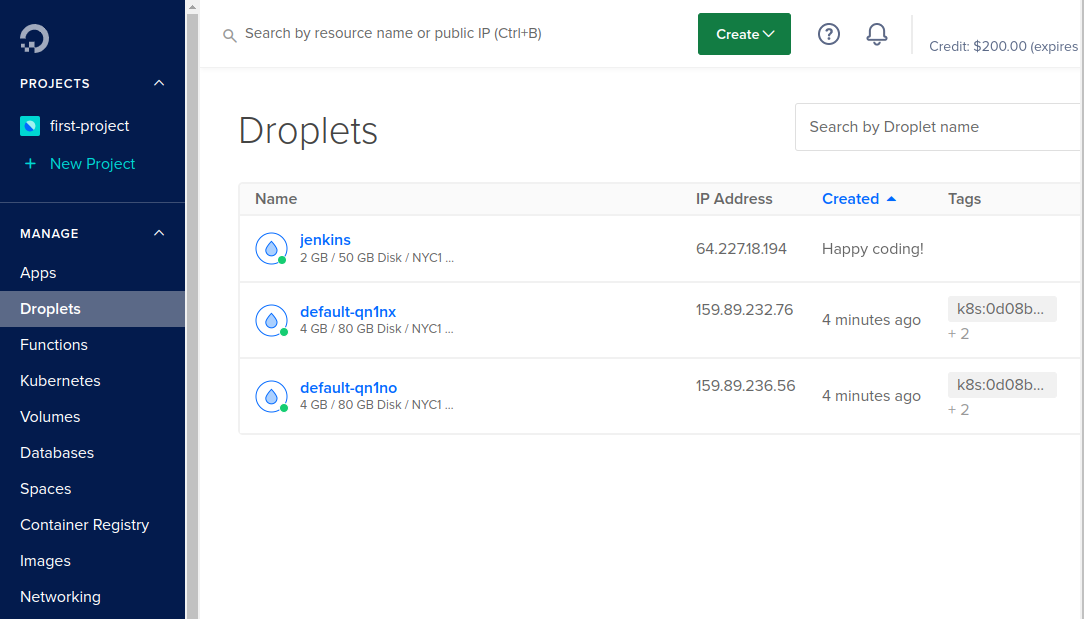 Search by resource name or public IP (Ctrl+B)
Create
Credit: $200.00 (expires
PROJECTS
first-project
+ New Project
MANAGE
Apps
Droplets
Functions
Kubernetes
Volumes
Databases
Spaces
Container Registry
Images
Networking
Droplets
Search by Droplet name
Name IP Address Created Tags
jenkins
2 GB / 50 GB Disk / NYC1 ...
64.227.18.194
Happy coding!
default-qn1nx
4 GB / 80 GB Disk / NYC1 ...
159.89.232.76
4 minutes ago
k8s:0d08b...
+ 2
default-qn1no
4 GB / 80 GB Disk / NYC1 ...
159.89.236.56
4 minutes ago
k8s:0d08b...
+ 2